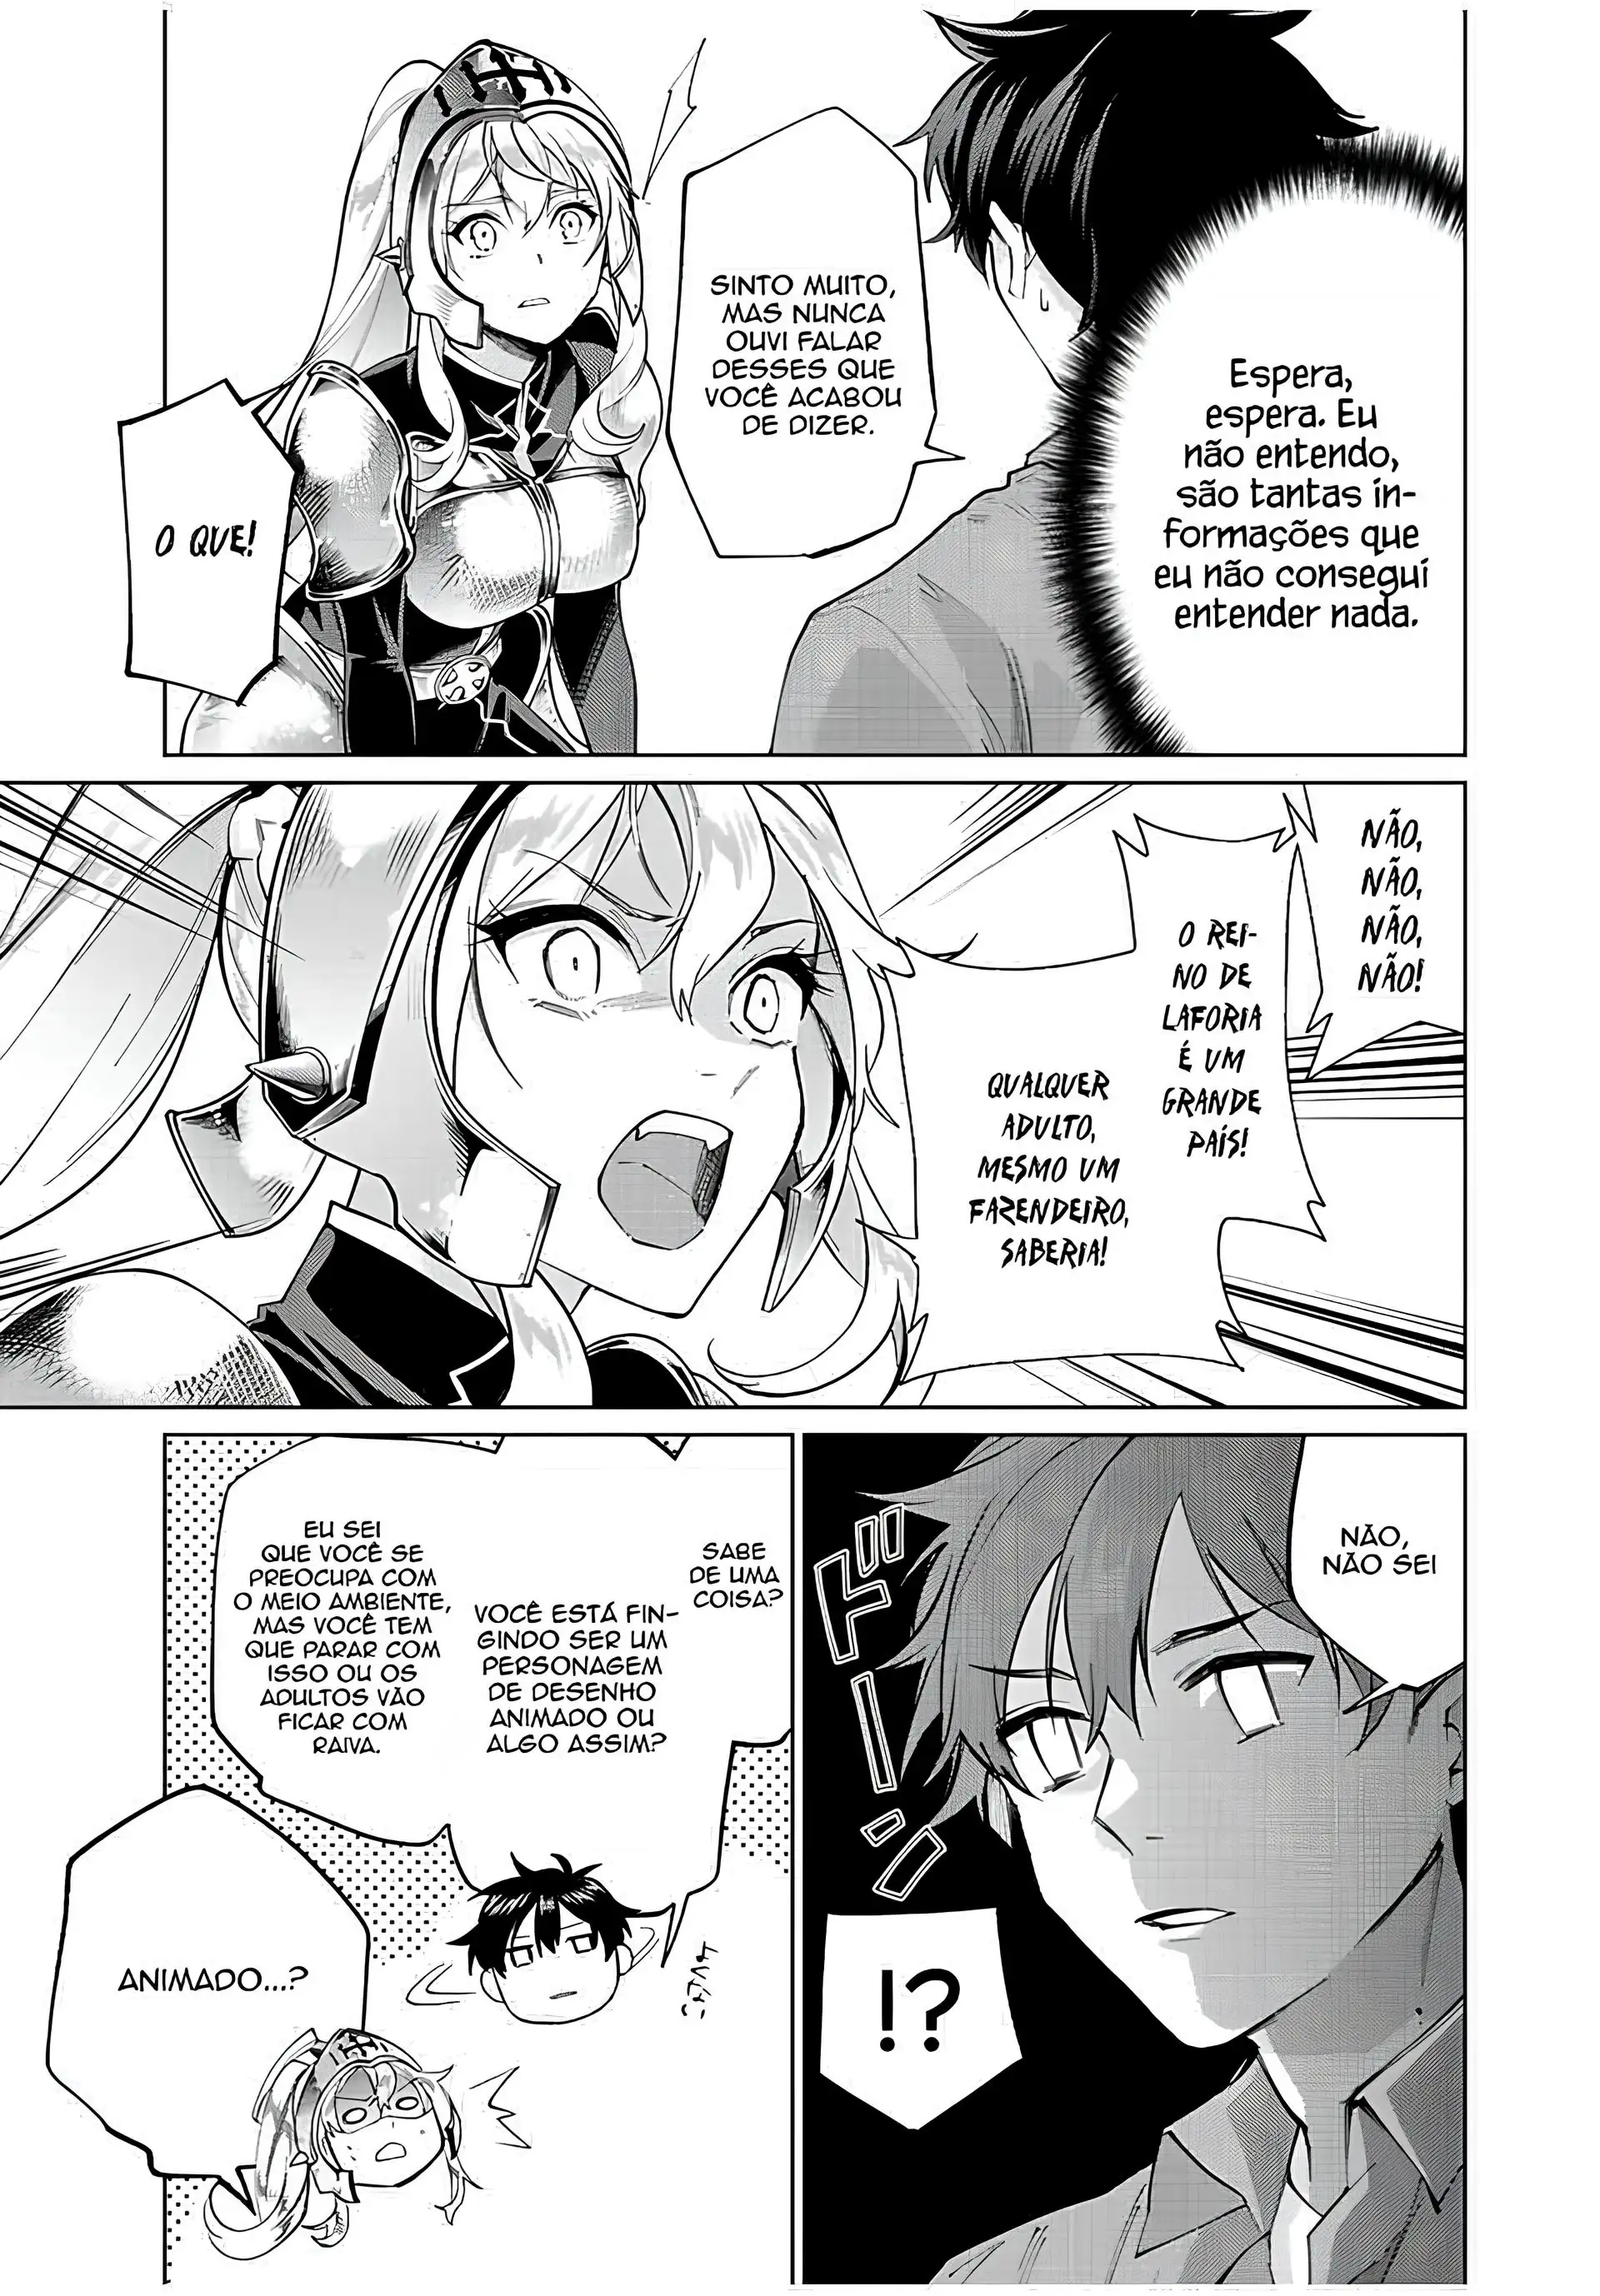 Espera,
espera. Eu
não entendo,
são tantas in-
formações que
eu não consegui
entender nada.
SINTO MUITO,
MAS NUNCA
OUVI FALAR
DESSES QUE
VOCÊ ACABOU
DE DIZER.
O QUE!
NÃO,
NÃO,
NÃO,
NÃO!
O REI-
NO DE
LAFORIA
É UM
GRANDE
PAÍS!
QUALQUER
ADULTO,
MESMO UM
FAZENDEIRO,
SABERIA!
NÃO,
NÃO SEI
ドーン
!?
SABE
DE UMA
COISA?
VOCÊ ESTÁ FIN-
GINDO SER UM
PERSONAGEM
DE DESENHO
ANIMADO OU
ALGO ASSIM?
EU SEI
QUE VOCÊ SE
PREOCUPA COM
O MEIO AMBIENTE,
MAS VOCÊ TEM
QUE PARAR COM
ISSO OU OS
ADULTOS VÃO
FICAR COM
RAIVA.
ANIMADO...?